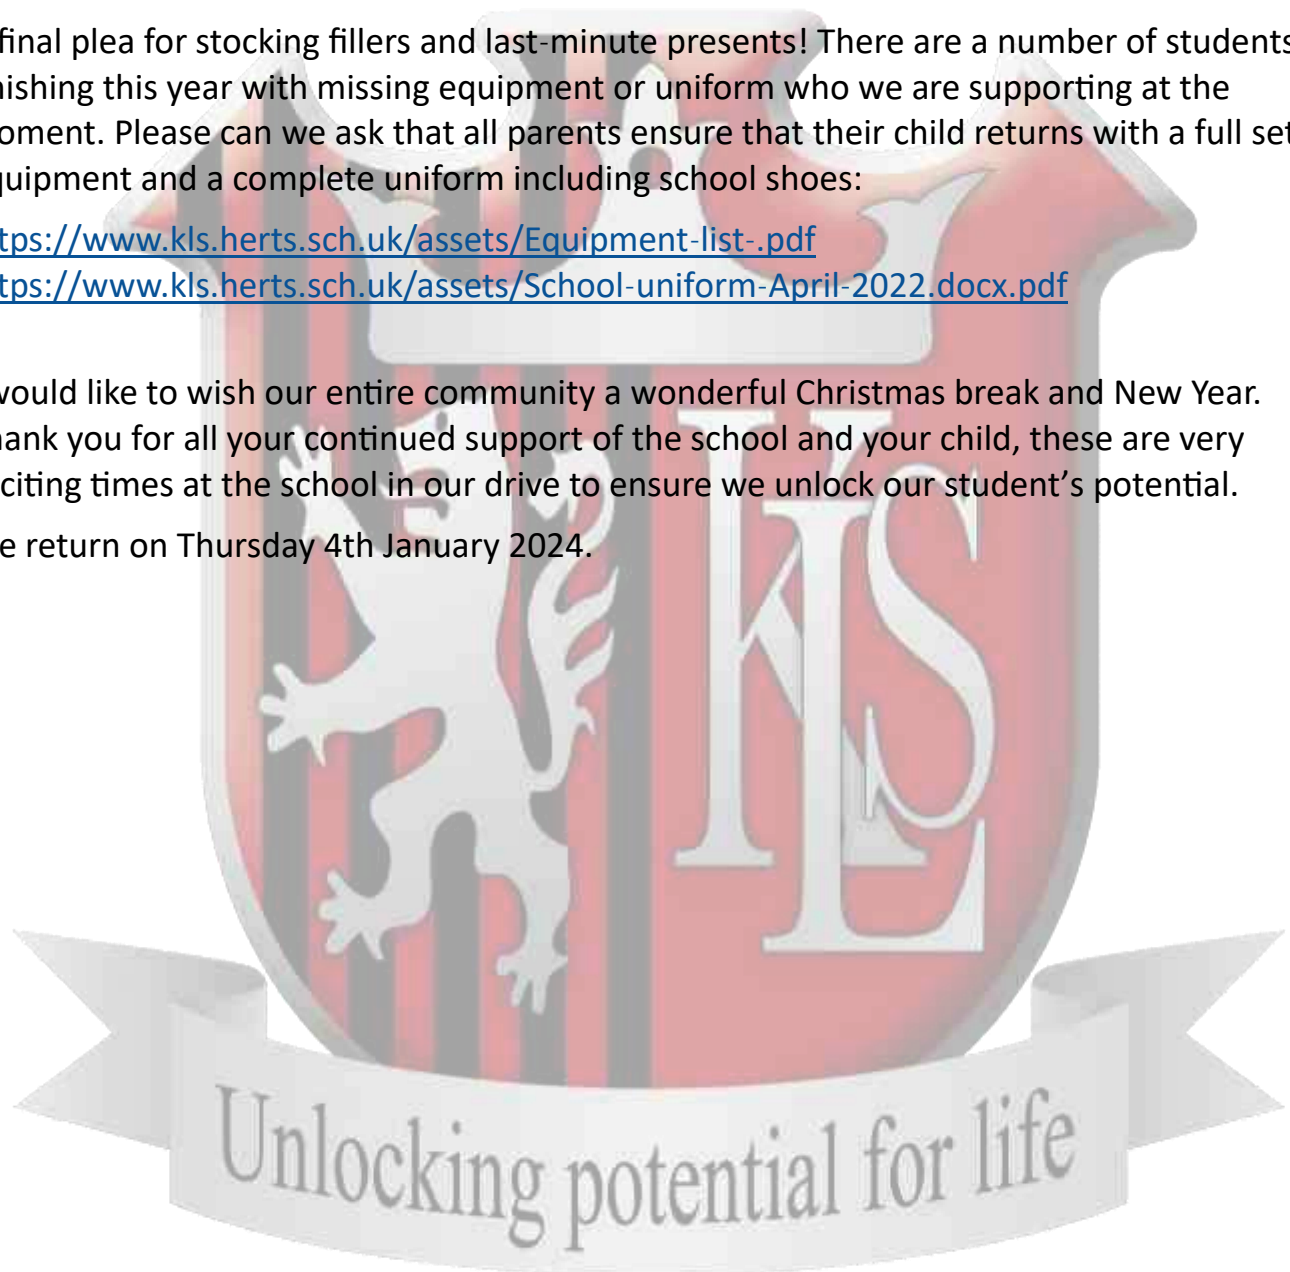 final plea for stocking fillers and last-minute presents! There are a number of students
nishing this year with missing equipment or uniform who we are supporting at the
oment. Please can we ask that all parents ensure that their child returns with a full set
quipment and a complete uniform including school shoes:
tps://www.kls.herts.sch.uk/assets/Equipment-list-.pdf
tps://www.kls.herts.sch.uk/assets/School-uniform-April-2022.docx.pdf
would like to wish our entire community a wonderful Christmas break and New Year.
hank you for all your continued support of the school and your child, these are very
citing times at the school in our drive to ensure we unlock our student’s potential.
e return on Thursday 4th January 2024.
KLS
Unlocking potential for life